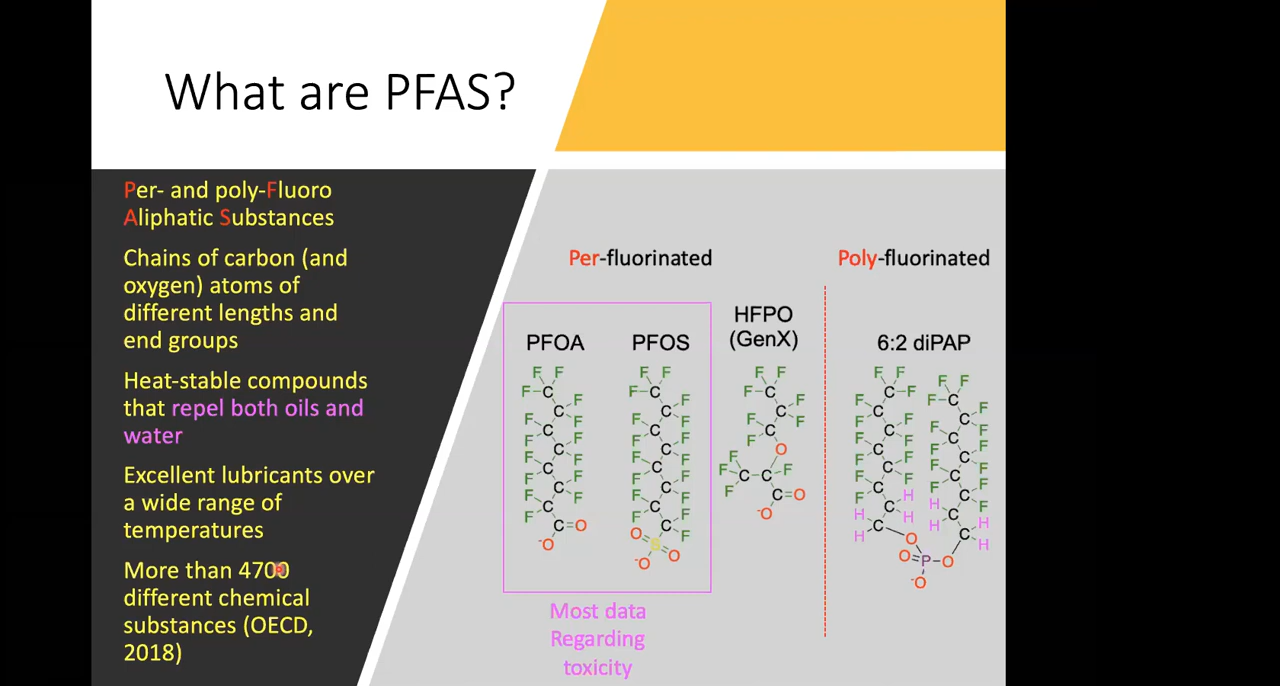 What are PFAS?
Per- and poly-Fluoro
Aliphatic Substances
Chains of carbon (and
oxygen) atoms of
different lengths and
end groups
Heat-stable compounds
that repel both oils and
water
Excellent lubricants over
a wide range of
temperatures
More than 4700
different chemical
substances (OECD,
2018)
Per-fluorinated
Poly-fluorinated
PFOA
PFOS
HFPO
(GenX)
6:2 diPAP
Most data
Regarding
toxicity